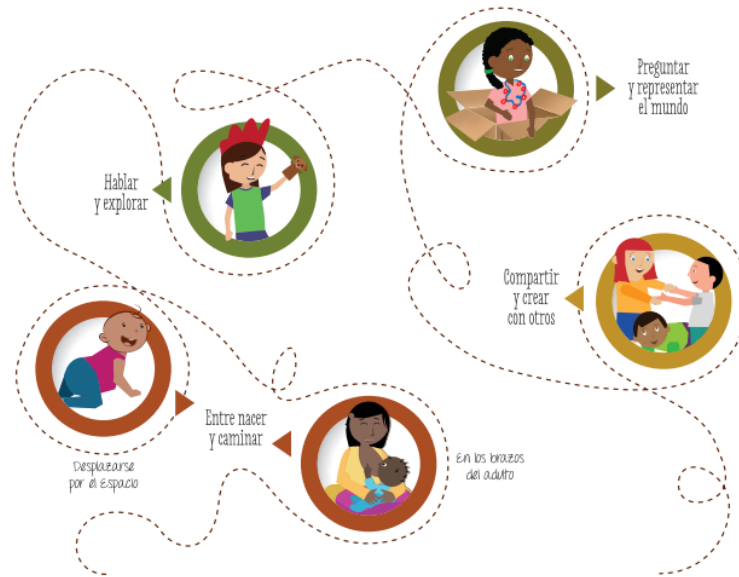 Preguntar
y representar
el mundo
Hablar
y explorar
Compartir
y crear
con otros
Entre nacer
y caminar
Desplazarse
por el Espacio
En los brazos
del adulto